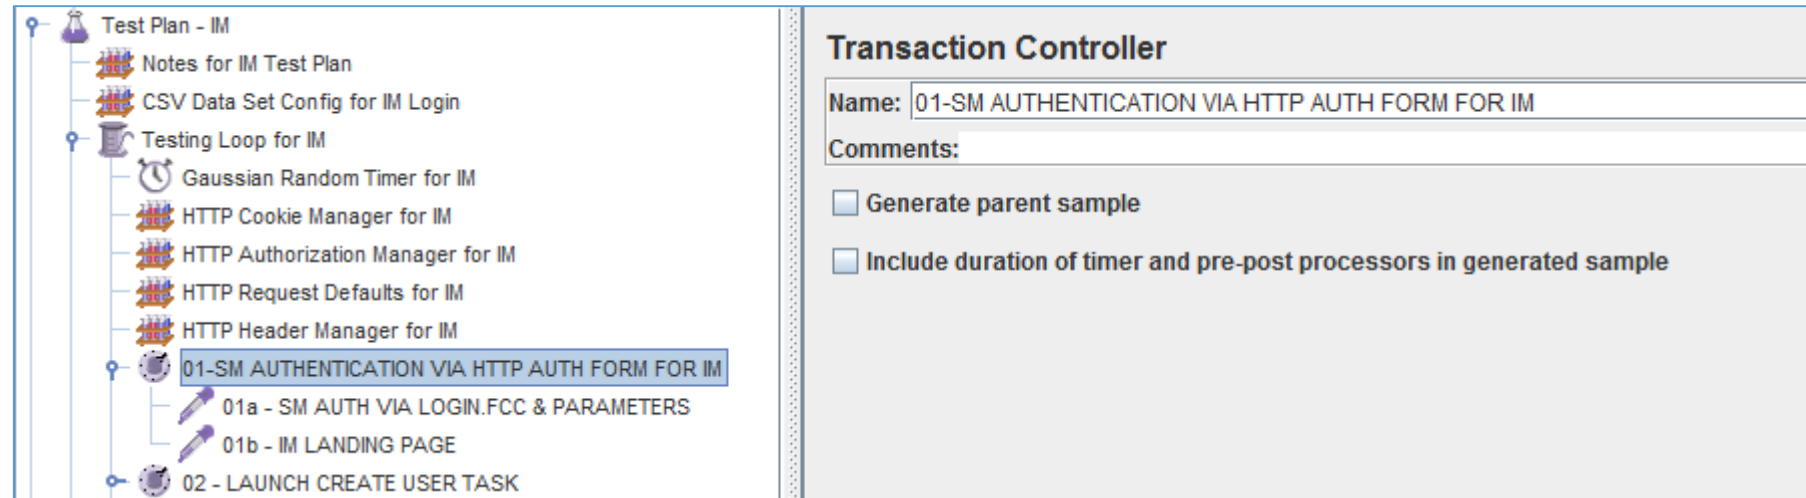 Test Plan - IM
Notes for IM Test Plan
CSV Data Set Config for IM Login
Testing Loop for IM
Gaussian Random Timer for IM
HTTP Cookie Manager for IM
HTTP Authorization Manager for IM
HTTP Request Defaults for IM
HTTP Header Manager for IM
01-SM AUTHENTICATION VIA HTTP AUTH FORM FOR IM
01a - SM AUTH VIA LOGIN.FCC & PARAMETERS
01b - IM LANDING PAGE
02 - LAUNCH CREATE USER TASK
Transaction Controller
Name: 01-SM AUTHENTICATION VIA HTTP AUTH FORM FOR IM
Comments:
Generate parent sample
Include duration of timer and pre-post processors in generated sample